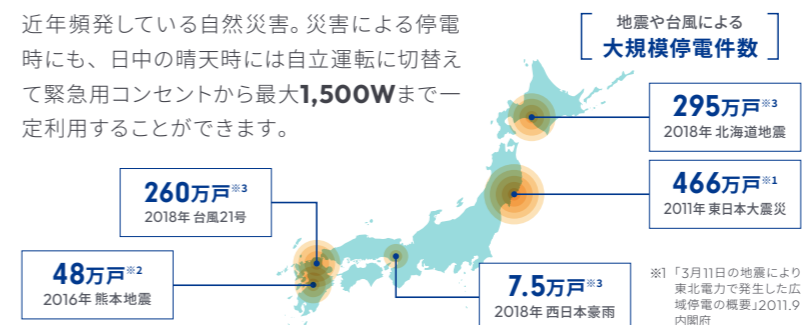 近年頻発している自然災害。災害による停電
時にも、日中の晴天時には自立運転に切替え
て緊急用コンセントから最大1,500Wまで一
定利用することができます。
地震や台風による
大規模停電件数
295万戸※3
2018年 北海道地震
466万戸※1
2011年 東日本大震災
260万戸※3
2018年 台風21号
48万戸※2
2016年 熊本地震
7.5万戸※3
2018年 西日本豪雨
※1 「3月11日の地震により
東北電力で発生した広
域停電の概要」2011.9
内閣府